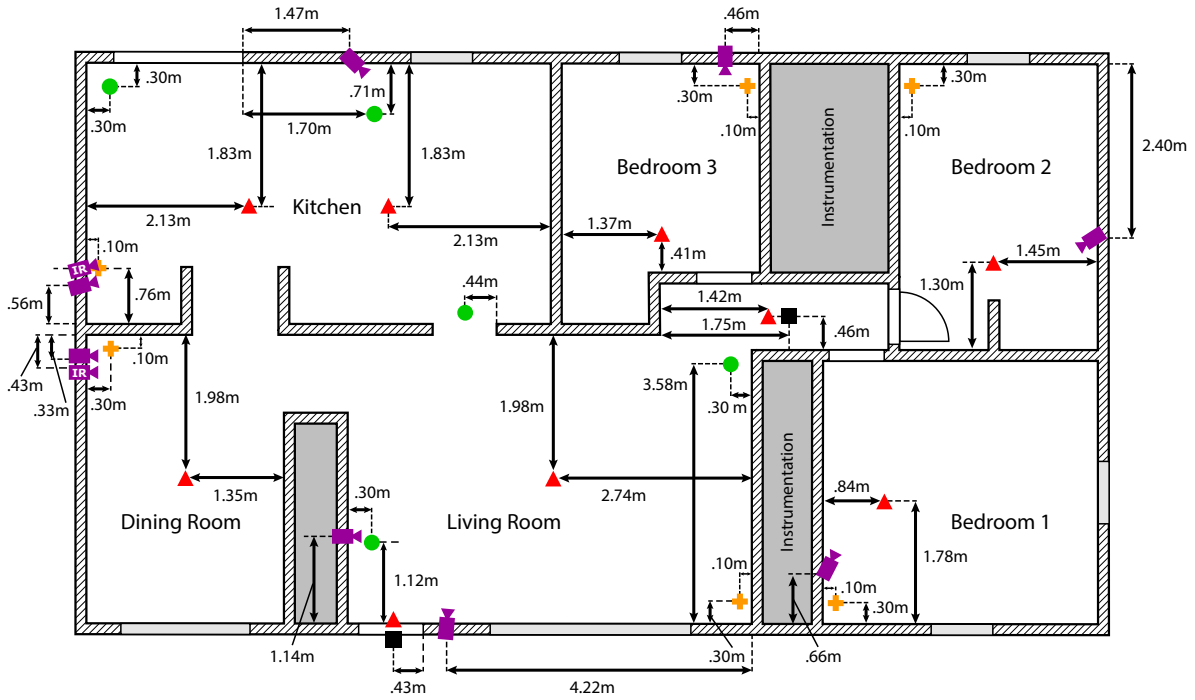 1.47m
.46m
.30m
.71m
.30m
.30m
.30m
1.70m
.10m
.10m
2.40m
1.83m
1.83m
Bedroom 3
Instrumentation
Bedroom 2
Kitchen
2.13m
2.13m
1.37m
.41m
1.45m
.10m
IR
.44m
1.30m
.76m
.56m
1.42m
1.75m
.46m
.10m
IR
.43m
.33m
.30m
1.98m
1.98m
3.58m
.30 m
1.35m
2.74m
.84m
.30m
Dining Room
Living Room
Instrumentation
Bedroom 1
1.78m
1.12m
.10m
.10m
.30m
1.14m
.30m
.66m
.43m
4.22m